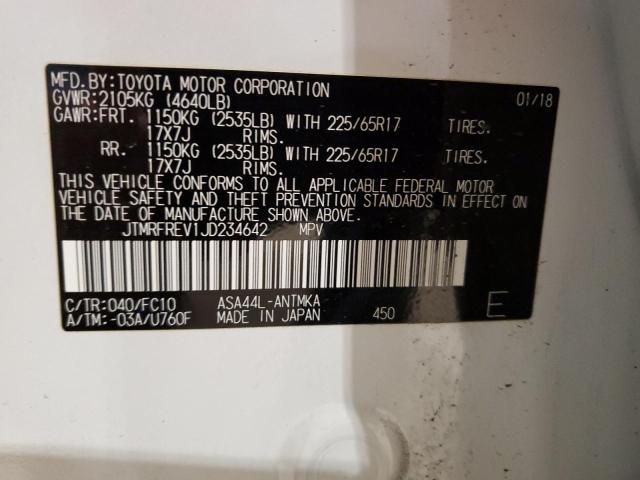 MFD.BY:TOYOTA MOTOR CORPORATION 01/18
GVWR:2105KG (4640LB)
GAWR:FRT. 1150KG (2535LB) WITH 225/65R17 TIRES.
17X7J RIMS.
RR. 1150KG (2535LB) WITH 225/65R17 TIRES.
17X7J RIMS.
THIS VEHICLE CONFORMS TO ALL APPLICABLE FEDERAL MOTOR
VEHICLE SAFETY AND THEFT PREVENTION STANDARDS IN EFFECT ON
THE DATE OF MANUFACTURE SHOWN ABOVE.
JTMRFREV1JD234642 MPV
C/TR:040/FC10 ASA44L-ANTMKA
A/TM:-03A/U760F MADE IN JAPAN 450 E